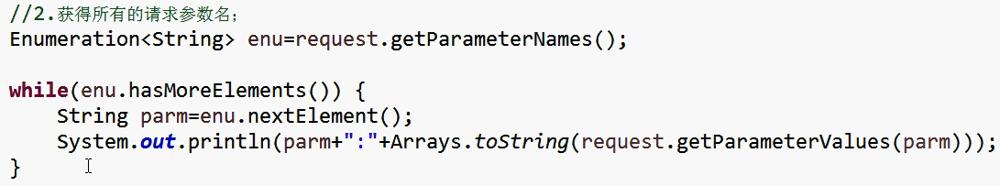 //2.获得所有的请求参数名；
Enumeration<String> enu=request.getParameterNames();
while(enu.hasMoreElements()) {
    String parm=enu.nextElement();
    System.out.println(parm+":"+Arrays.toString(request.getParameterValues(parm)));
}